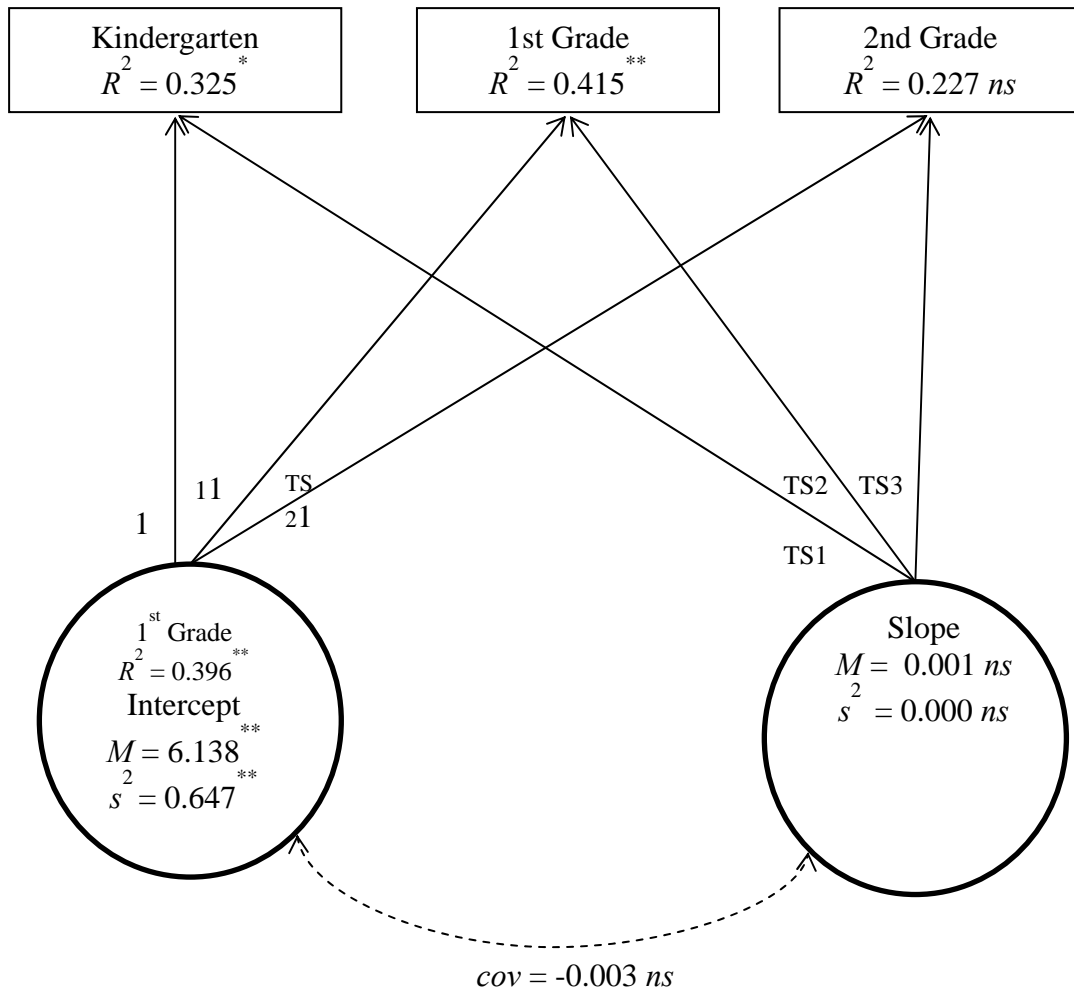 Kindergarten
R² = 0.325*
1st Grade
R² = 0.415**
2nd Grade
R² = 0.227 ns
1
11
TS
21
TS2
TS3
TS1
1st Grade
R² = 0.396**
Intercept
M = 6.138**
s² = 0.647**
Slope
M = 0.001 ns
s² = 0.000 ns
cov = -0.003 ns